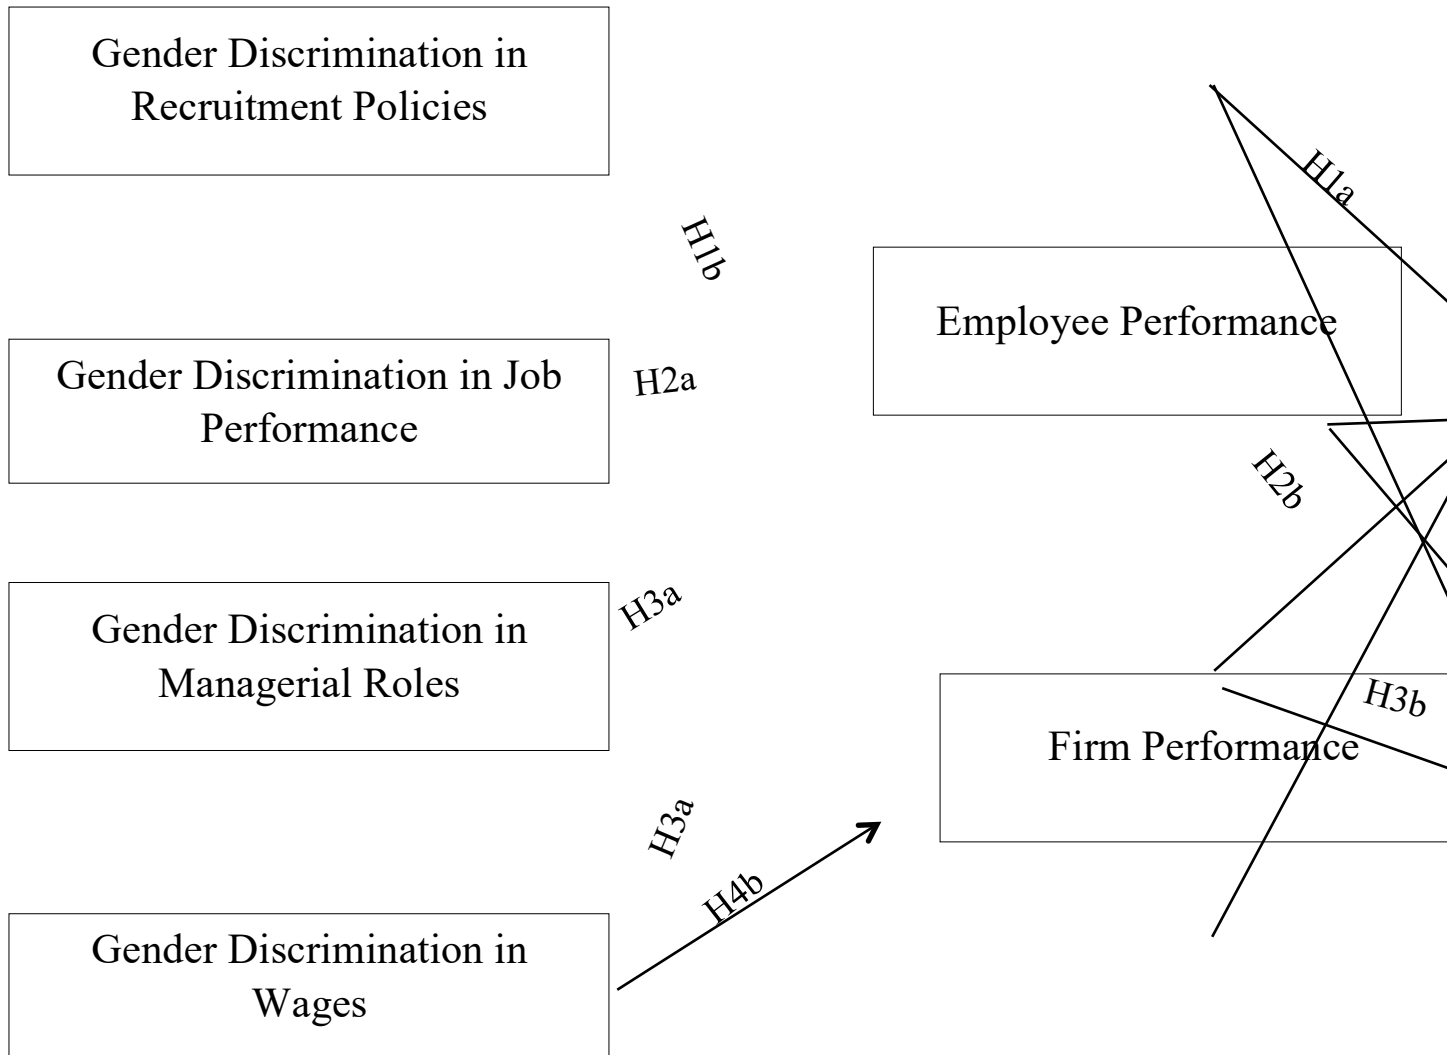 Gender Discrimination in
Recruitment Policies
H1a
H1b
Employee Performance
Gender Discrimination in Job
Performance
H2a
H2b
Gender Discrimination in
Managerial Roles
H3a
H3b
Firm Performance
H3a
H4b
Gender Discrimination in
Wages